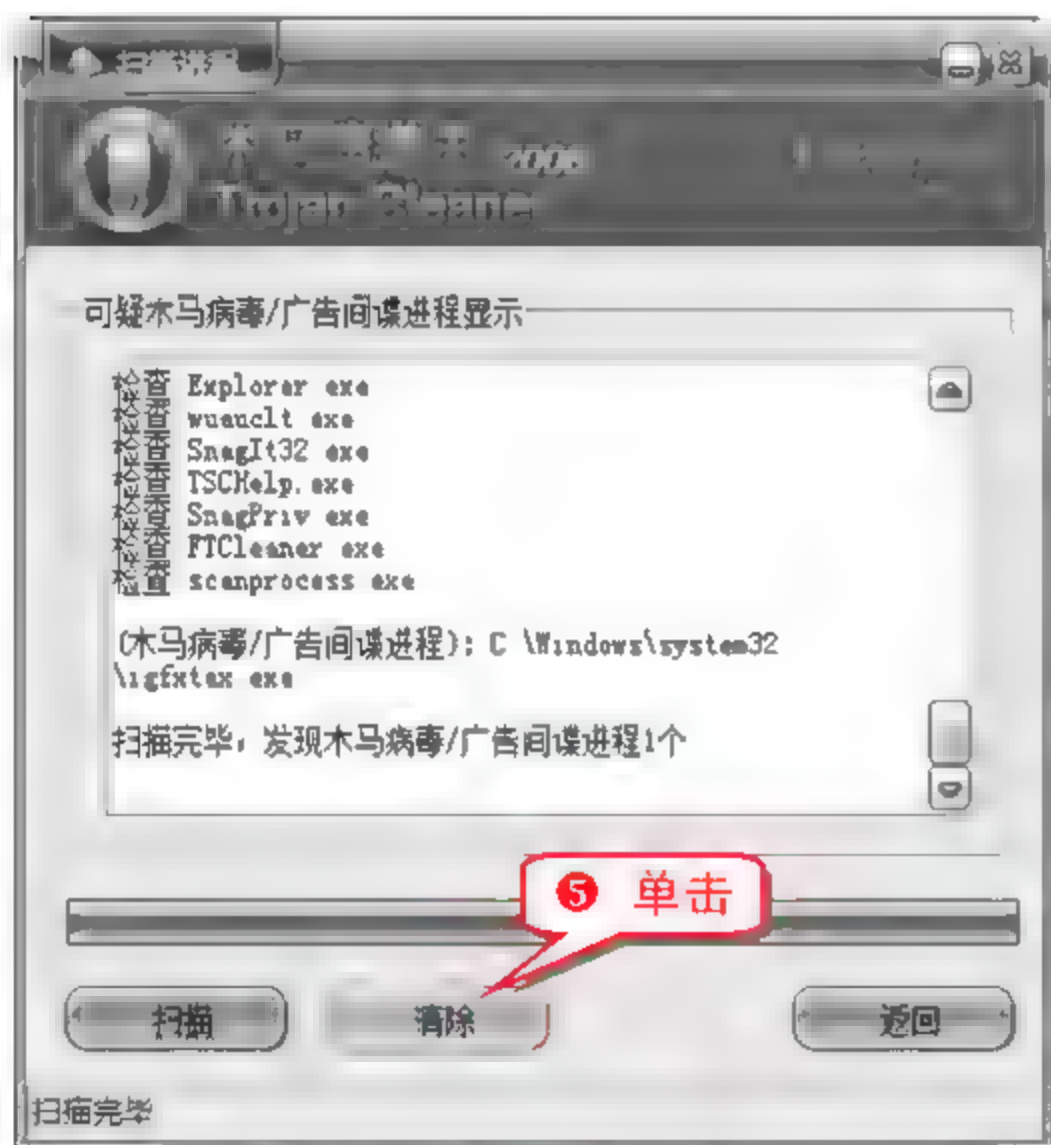 Trojan Cleane
可疑木马病毒/广告间谍进程显示
检查 Explorer exe
检查 wuauclt exe
检查 SnagIt32 exe
检查 TSCHelp.exe
检查 SnagPriv exe
检查 FTCleaner exe
检查 scanprocess exe
(木马病毒/广告间谍进程): C \Windows\system32
\igfxtax exe
扫描完毕, 发现木马病毒/广告间谍进程1个
❺ 单击
扫描
清除
返回
扫描完毕